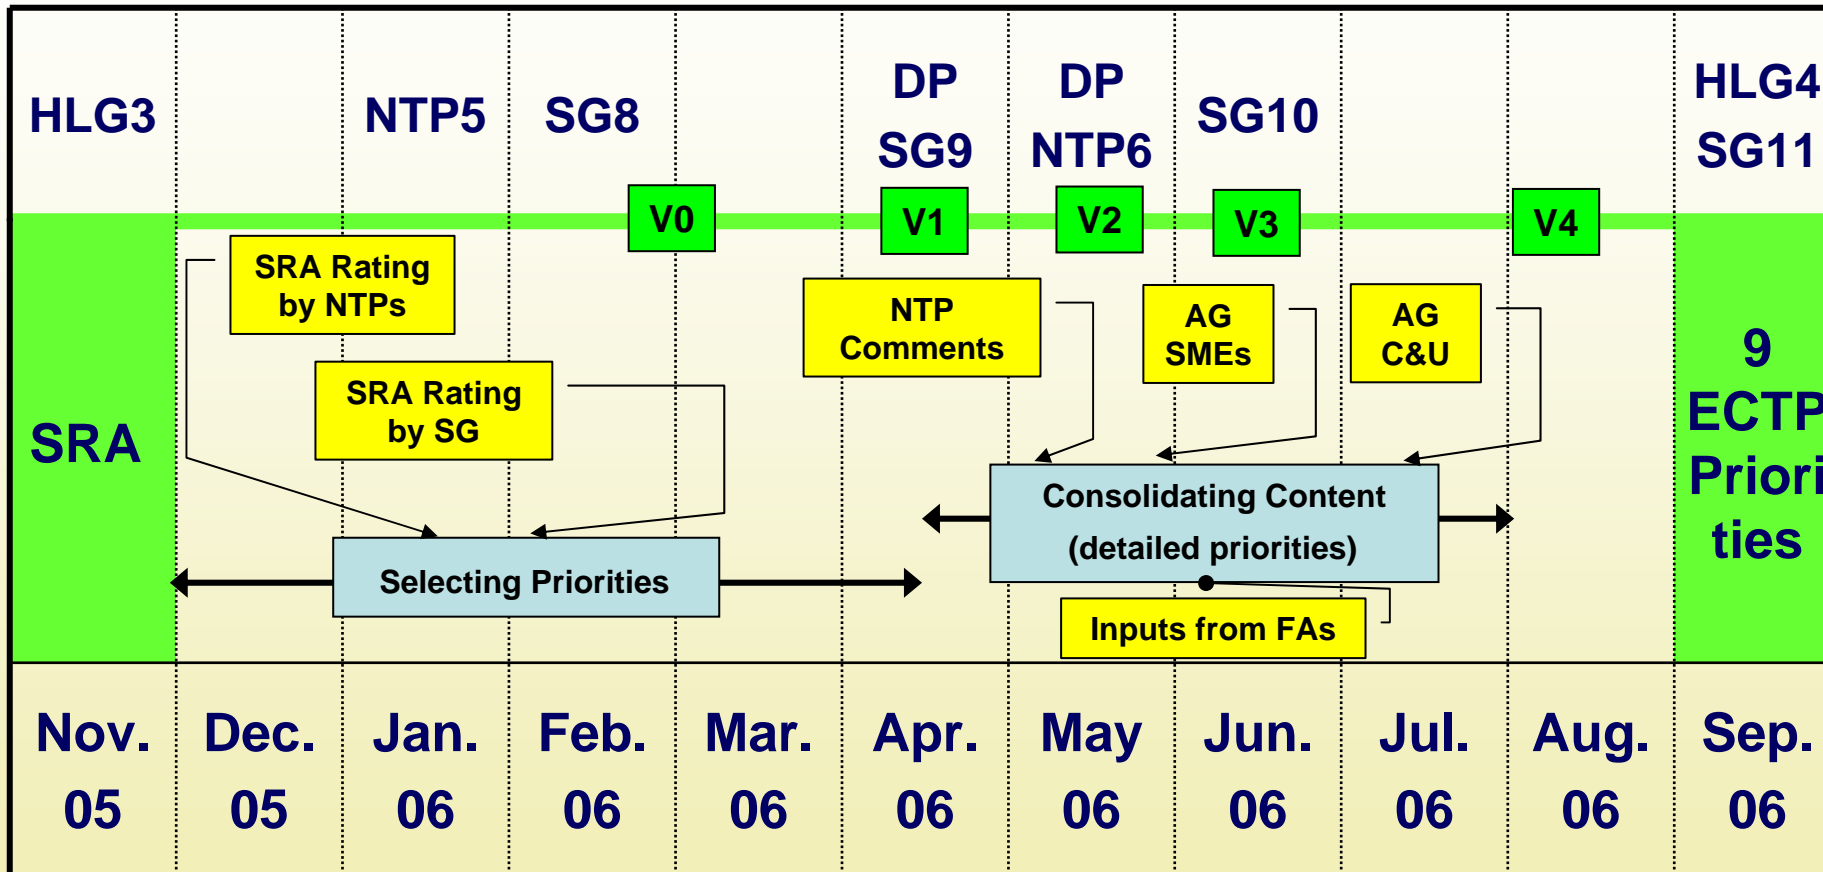 HLG3
NTP5
SG8
DP
SG9
DP
NTP6
SG10
HLG4
SG11
V0
V1
V2
V3
V4
SRA
SRA Rating
by NTPs
SRA Rating
by SG
NTP
Comments
AG
SMEs
AG
C&U
Selecting Priorities
Consolidating Content
(detailed priorities)
Inputs from FAs
9
ECTP
Priori
ties
Nov.
05
Dec.
05
Jan.
06
Feb.
06
Mar.
06
Apr.
06
May
06
Jun.
06
Jul.
06
Aug.
06
Sep.
06